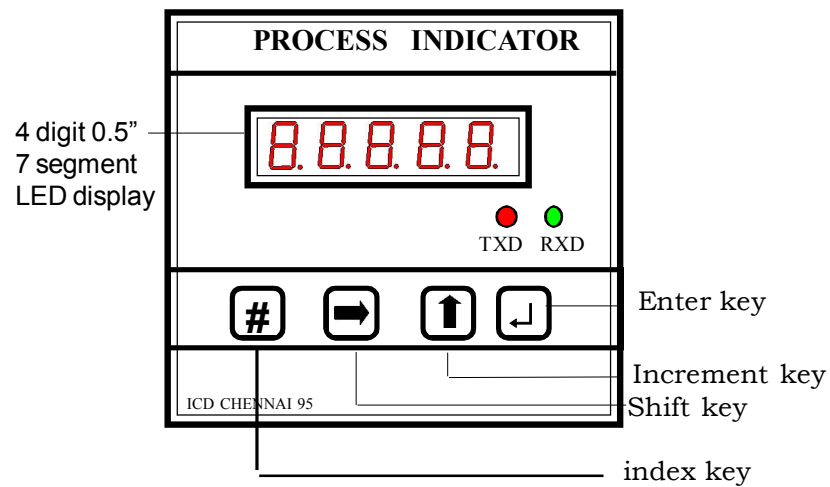 PROCESS INDICATOR
4 digit 0.5”
7 segment
LED display
8.8.8.8.8.
TXD RXD
#
Enter key
Increment key
ICD CHENNAI 95
Shift key
index key